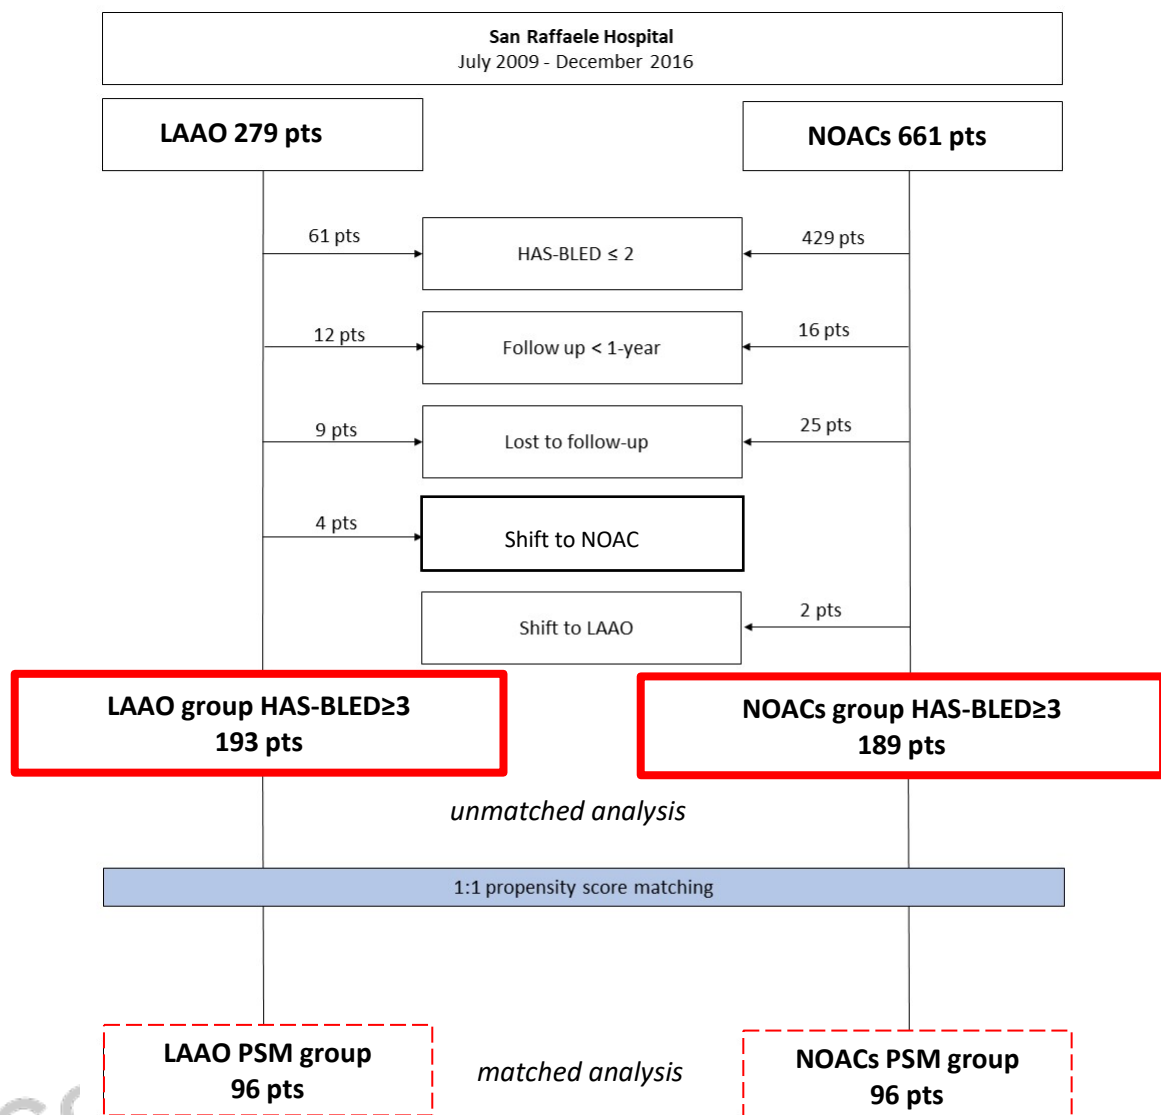 San Raffaele Hospital
July 2009 - December 2016
LAAO 279 pts
NOACs 661 pts
61 pts
HAS-BLED ≤ 2
429 pts
12 pts
Follow up < 1-year
16 pts
9 pts
Lost to follow-up
25 pts
4 pts
Shift to NOAC
Shift to LAAO
2 pts
LAAO group HAS-BLED≥3
193 pts
NOACs group HAS-BLED≥3
189 pts
unmatched analysis
1:1 propensity score matching
LAAO PSM group
96 pts
matched analysis
NOACs PSM group
96 pts